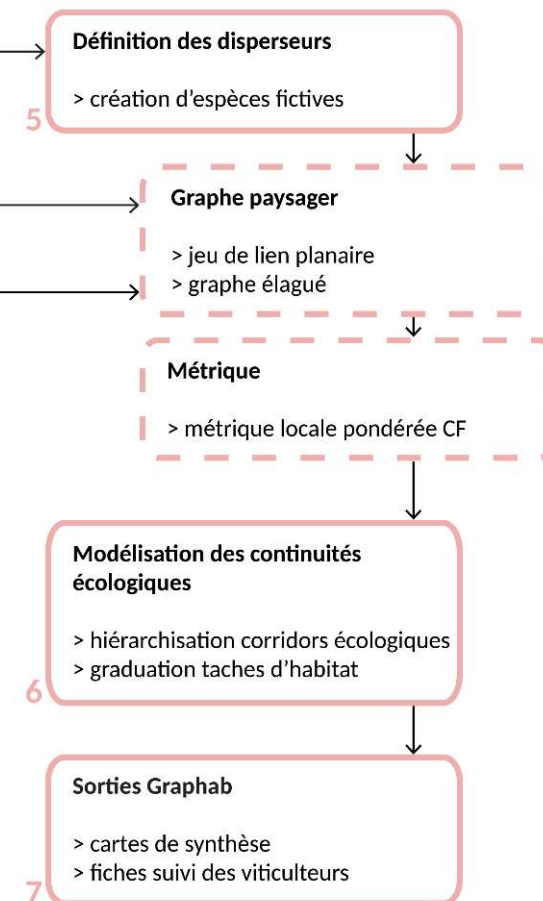 Définition des disperseurs
> création d’espèces fictives
5
Graphe paysager
> jeu de lien planaire
> graphe élagué
Métrique
> métrique locale pondérée CF
Modélisation des continuités
écologiques
> hiérarchisation corridors écologiques
> graduation taches d’habitat
6
Sorties Graphab
> cartes de synthèse
> fiches suivi des viticulteurs
7